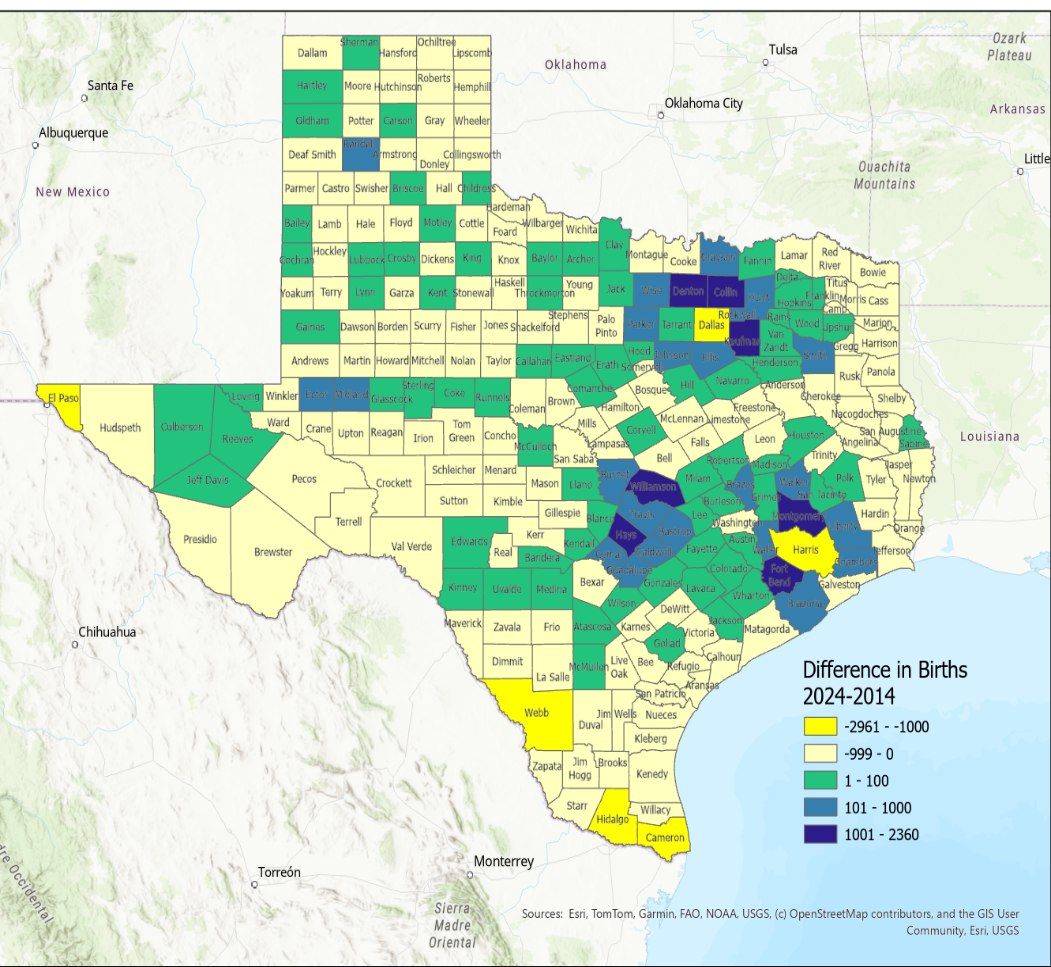 Ozark
Plateau
Tulsa
Oklahoma
Santa Fe
Oklahoma City
Arkansas
Albuquerque
Little
New Mexico
Ouachita
Mountains
Sherman
Ochiltree
Dallam
Hansford
Lipscomb
Hartley
Moore
Hutchinson
Roberts
Hemphill
Oldham
Potter
Carson
Gray
Wheeler
Deaf Smith
Randall
Armstrong
Donley
Collingsworth
Parmer
Castro
Swisher
Briscoe
Hall
Childress
Hardeman
Bailey
Lamb
Hale
Floyd
Motley
Cottle
Foard
Wilbarger
Wichita
Clay
Montague
Cooke
Grayson
Fannin
Lamar
Red
River
Bowie
Cochran
Hockley
Lubbock
Crosby
Dickens
King
Knox
Baylor
Archer
Yoakum
Terry
Lynn
Garza
Kent
Stonewall
Haskell
Throckmorton
Young
Jack
Wise
Denton
Collin
Hunt
Delta
Hopkins
Franklin
Titus
Morris
Cass
Camp
Gaines
Dawson
Borden
Scurry
Fisher
Jones
Shackelford
Stephens
Palo
Pinto
Parker
Tarrant
Dallas
Rockwall
Kaufman
Rains
Wood
Upshur
Marion
Van
Zandt
Gregg
Harrison
Andrews
Martin
Howard
Mitchell
Nolan
Taylor
Callahan
Eastland
Erath
Hood
Somervell
Johnson
Ellis
Henderson
Smith
Rusk
Panola
El Paso
Hudspeth
Culberson
Reeves
Loving
Winkler
Ector
Midland
Glasscock
Sterling
Coke
Runnels
Coleman
Brown
Comanche
Bosque
Hill
Navarro
Anderson
Cherokee
Shelby
Nacogdoches
Ward
Crane
Upton
Reagan
Irion
Tom
Green
Concho
McCulloch
Mills
Hamilton
Coryell
McLennan
Limestone
Freestone
Leon
Houston
Angelina
San Augustine
Sabine
Louisiana
Jeff Davis
Pecos
Crockett
Schleicher
Menard
San Saba
Lampasas
Bell
Falls
Robertson
Madison
Trinity
Polk
Tyler
Jasper
Newton
Presidio
Brewster
Terrell
Val Verde
Sutton
Kimble
Mason
Llano
Burnet
Williamson
Milam
Burleson
Brazos
Grimes
Walker
San Jacinto
Hardin
Gillespie
Blanco
Travis
Bastrop
Lee
Washington
Montgomery
Liberty
Orange
Edwards
Real
Kerr
Kendall
Bandera
Hays
Comal
Caldwell
Guadalupe
Fayette
Austin
Waller
Harris
Chambers
Jefferson
Galveston
Kinney
Uvalde
Medina
Bexar
Wilson
Gonzales
Lavaca
Colorado
Wharton
Fort
Bend
Brazoria
Maverick
Zavala
Frio
Atascosa
Karnes
DeWitt
Victoria
Jackson
Matagorda
Goliad
Calhoun
Chihuahua
Dimmit
La Salle
McMullen
Live
Oak
Bee
Refugio
Aransas
San Patricio
Webb
Duval
Jim Wells
Nueces
Kleberg
Zapata
Jim
Hogg
Brooks
Kenedy
Starr
Hidalgo
Willacy
Cameron
Difference in Births
2024-2014
-2961 - -1000
-999 - 0
1 - 100
101 - 1000
1001 - 2360
Monterrey
Torreón
dre Occidental
Sierra
Madre
Oriental
Sources: Esri, TomTom, Garmin, FAO, NOAA, USGS, (c) OpenStreetMap contributors, and the GIS User
Community, Esri, USGS